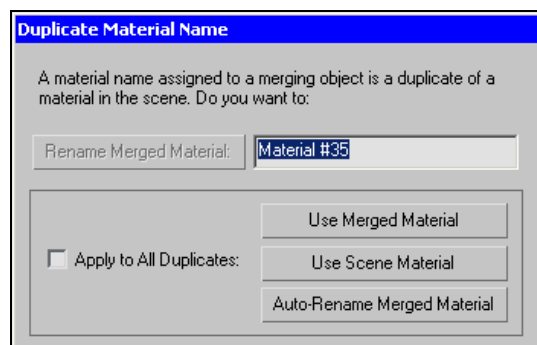 Duplicate Material Name
A material name assigned to a merging object is a duplicate of a
material in the scene. Do you want to:
Rename Merged Material: Material #35
Use Merged Material
Apply to All Duplicates: Use Scene Material
Auto-Rename Merged Material